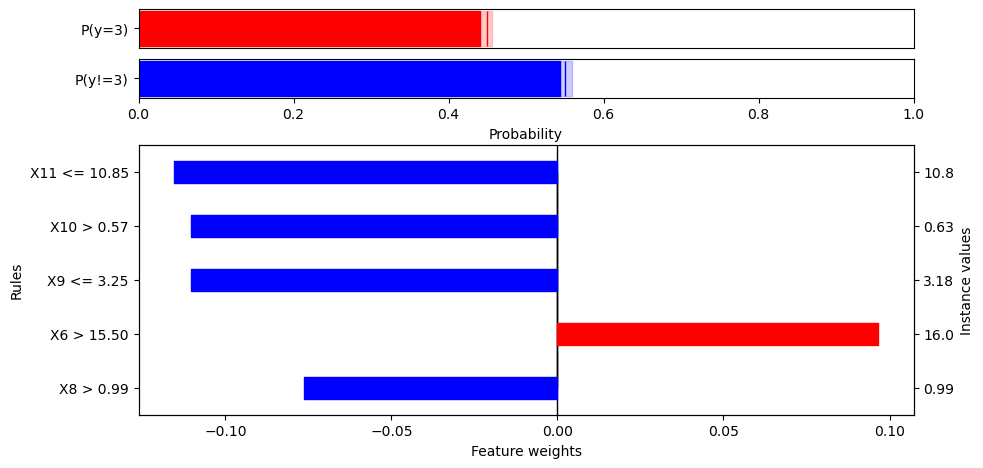 P(y=3)
P(y!=3)
0.0 0.2 0.4 0.6 0.8 1.0
Probability
X11 <= 10.85 10.8
X10 > 0.57 0.63
X9 <= 3.25 3.18
X6 > 15.50 16.0
X8 > 0.99 0.99
Rules
Instance values
−0.10 −0.05 0.00 0.05 0.10
Feature weights